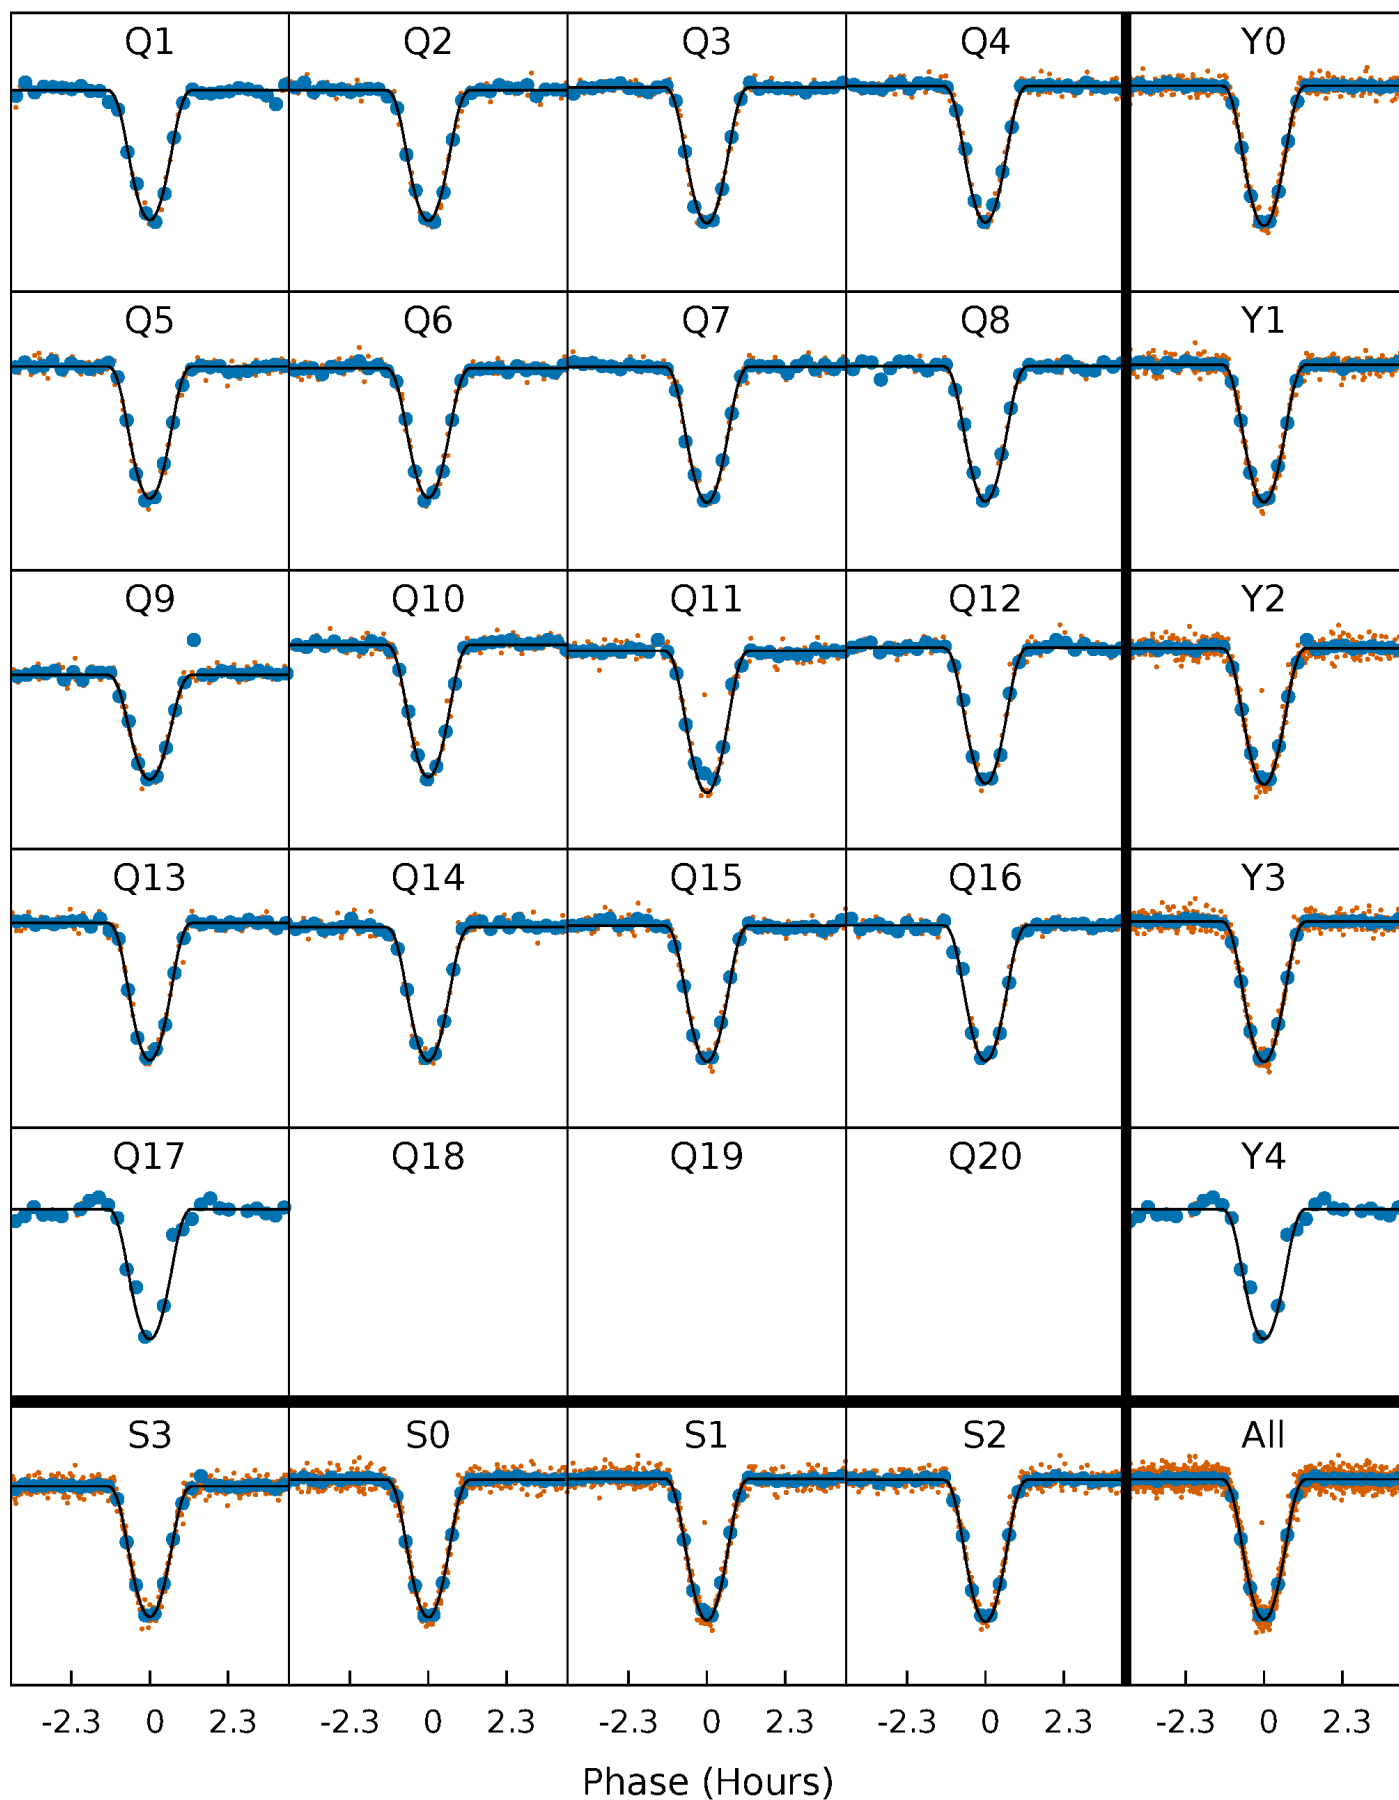 Q1 Q2 Q3 Q4 Y0
Q5 Q6 Q7 Q8 Y1
Q9 Q10 Q11 Q12 Y2
Q13 Q14 Q15 Q16 Y3
Q17 Q18 Q19 Q20 Y4
S3 S0 S1 S2 All
-2.3 0 2.3 -2.3 0 2.3 -2.3 0 2.3 -2.3 0 2.3 -2.3 0 2.3
Phase (Hours)